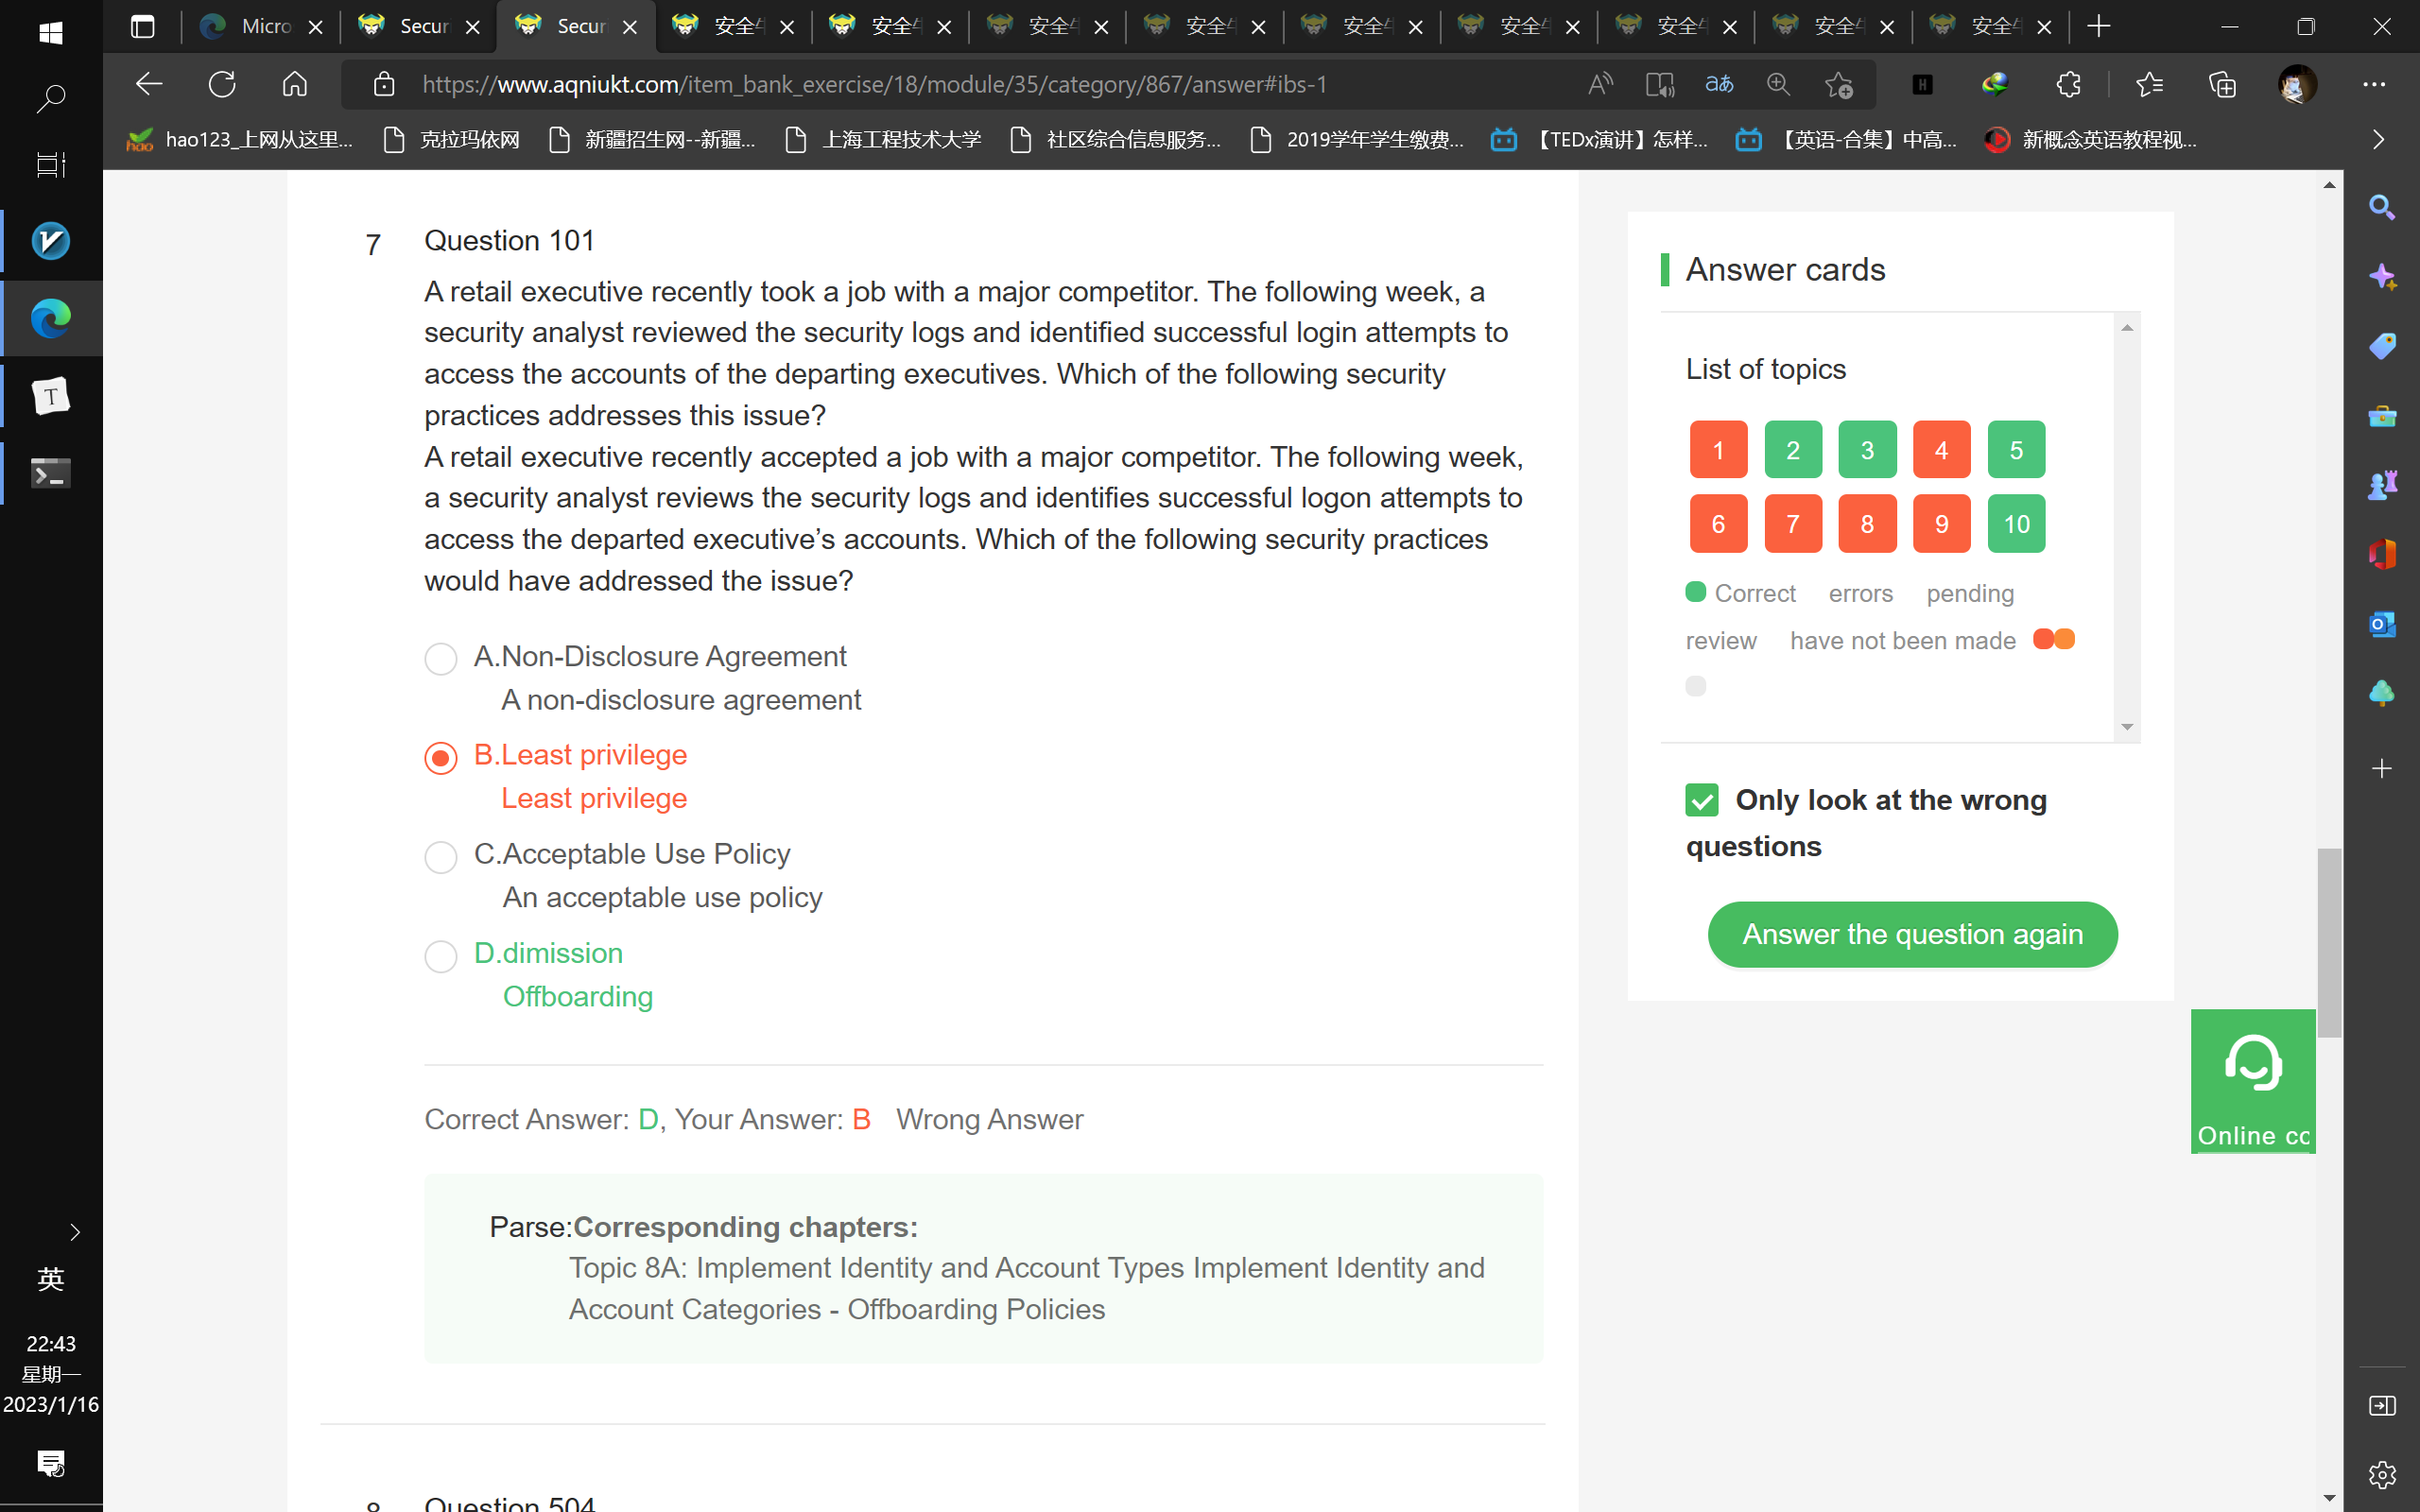 Micro
Secur
Secur
安全
安全
安全
安全
安全
安全
安全
安全
安全
https://www.aqniukt.com/item_bank_exercise/18/module/35/category/867/answer#ibs-1
hao123_上网从这里...
克拉玛依网
新疆招生网--新疆...
上海工程技术大学
社区综合信息服务...
2019学年学生缴费...
【TEDx演讲】怎样...
【英语-合集】中高...
新概念英语教程视...
7
Question 101
A retail executive recently took a job with a major competitor. The following week, a
security analyst reviewed the security logs and identified successful login attempts to
access the accounts of the departing executives. Which of the following security
practices addresses this issue?
A retail executive recently accepted a job with a major competitor. The following week,
a security analyst reviews the security logs and identifies successful logon attempts to
access the departed executive’s accounts. Which of the following security practices
would have addressed the issue?
A.Non-Disclosure Agreement
A non-disclosure agreement
B.Least privilege
Least privilege
C.Acceptable Use Policy
An acceptable use policy
D.dimission
Offboarding
Correct Answer: D, Your Answer: B Wrong Answer
Parse:Corresponding chapters:
Topic 8A: Implement Identity and Account Types Implement Identity and
Account Categories - Offboarding Policies
8
Question 504
Answer cards
List of topics
1 2 3 4 5
6 7 8 9 10
Correct errors pending
review have not been made
Only look at the wrong
questions
Answer the question again
Online co
英
22:43
星期一
2023/1/16